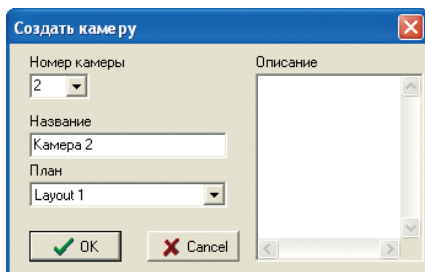 Создать камеру
Номер камеры
2
Название
Камера 2
План
Layout 1
OK
Cancel
Описание